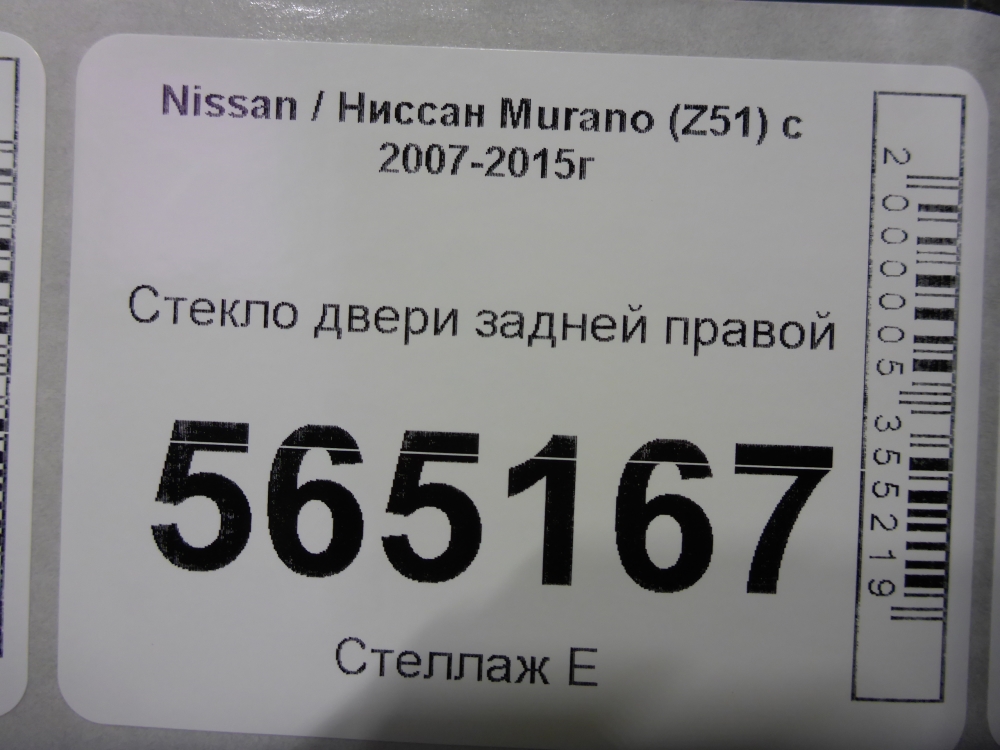 Nissan / Ниссан Murano (Z51) с
2007-2015г
Стекло двери задней правой
565167
Стеллаж Е
2000005355219